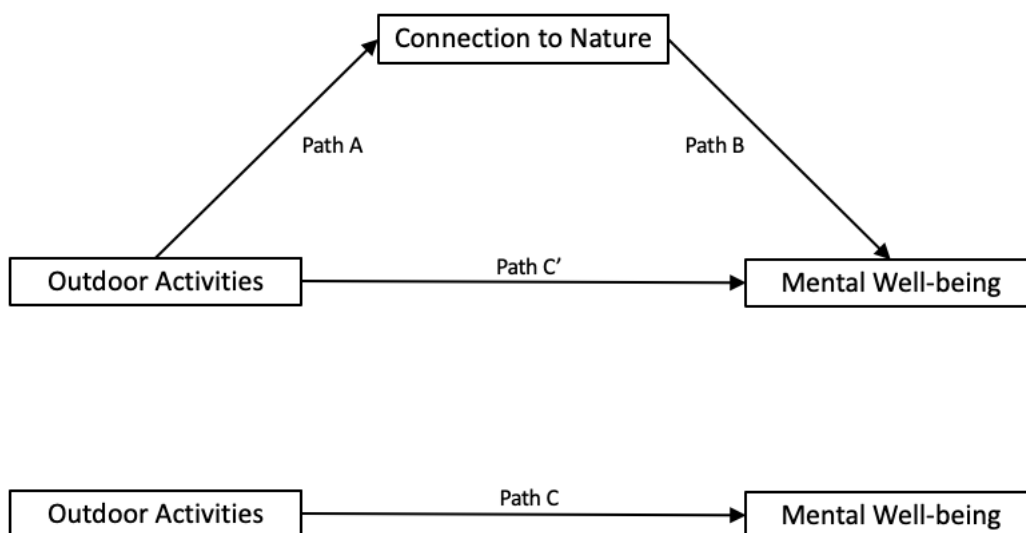 Connection to Nature
Path A
Path B
Outdoor Activities
Path C’
Mental Well-being
Outdoor Activities
Path C
Mental Well-being